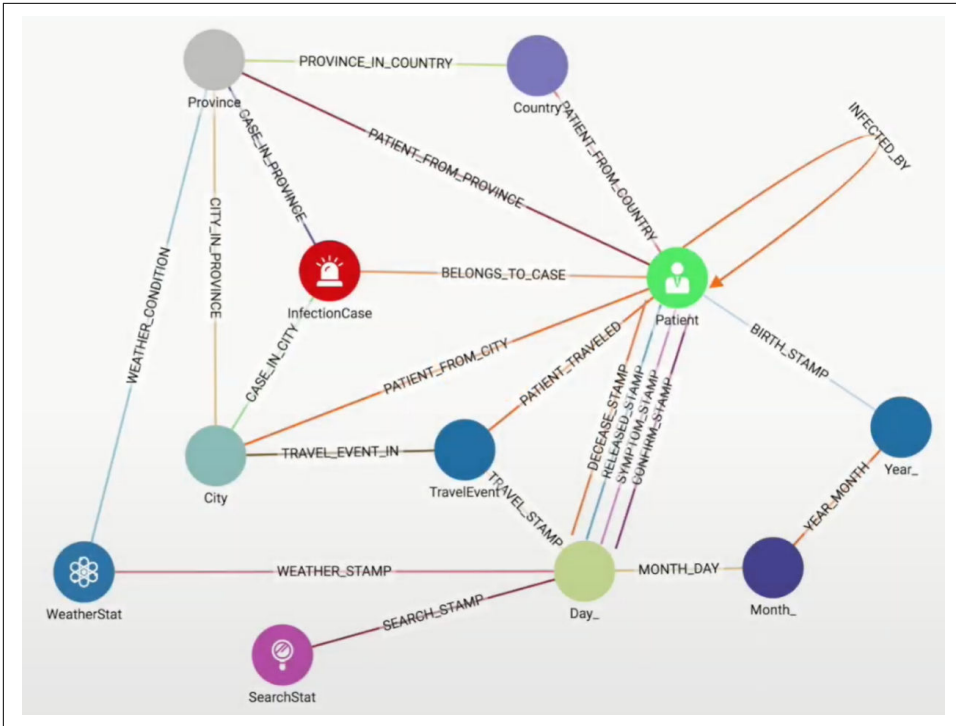 PROVINCE_IN_COUNTRY
Province
Country
CASE_IN_PROVINCE
PATIENT_FROM_PROVINCE
PATIENT_FROM_COUNTRY
INFECTED_BY
CITY_IN_PROVINCE
WEATHER_CONDITION
BELONGS_TO_CASE
InfectionCase
Patient
CASE_IN_CITY
PATIENT_FROM_CITY
PATIENT_TRAVELED
BIRTH_STAMP
DECEASE_STAMP
RELEASED_STAMP
SYMPTOM_STAMP
CONFIRM_STAMP
TRAVEL_EVENT_IN
City
TravelEvent
TRAVEL_STAMP
Year_
YEAR_MONTH
WEATHER_STAMP
MONTH_DAY
WeatherStat
Day_
Month_
SEARCH_STAMP
SearchStat